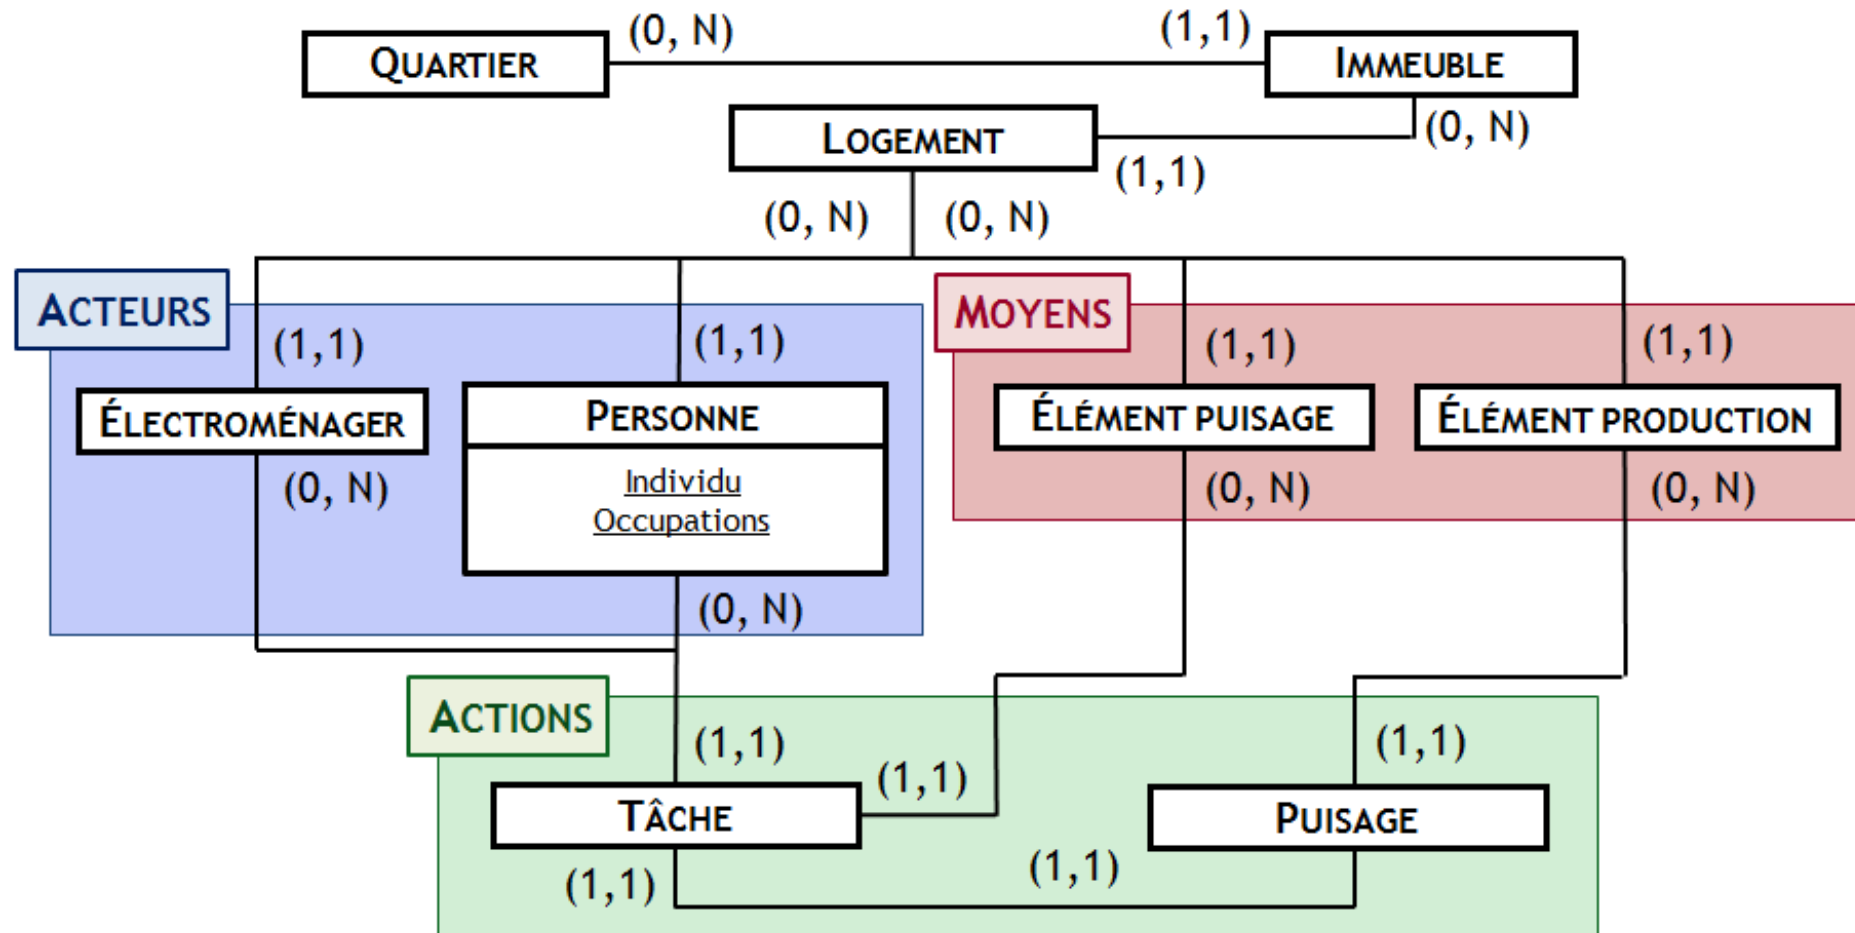 (0, N)
(1,1)
QUARTIER
IMMEUBLE
LOGEMENT
(0, N)
(1,1)
(0, N)
(0, N)
ACTEURS
MOYENS
(1,1)
(1,1)
(1,1)
(1,1)
ÉLECTROMÉNAGER
PERSONNE
ÉLÉMENT PUISAGE
ÉLÉMENT PRODUCTION
(0, N)
Individu
Occupations
(0, N)
(0, N)
(0, N)
ACTIONS
(1,1)
(1,1)
(1,1)
TÂCHE
PUISAGE
(1,1)
(1,1)